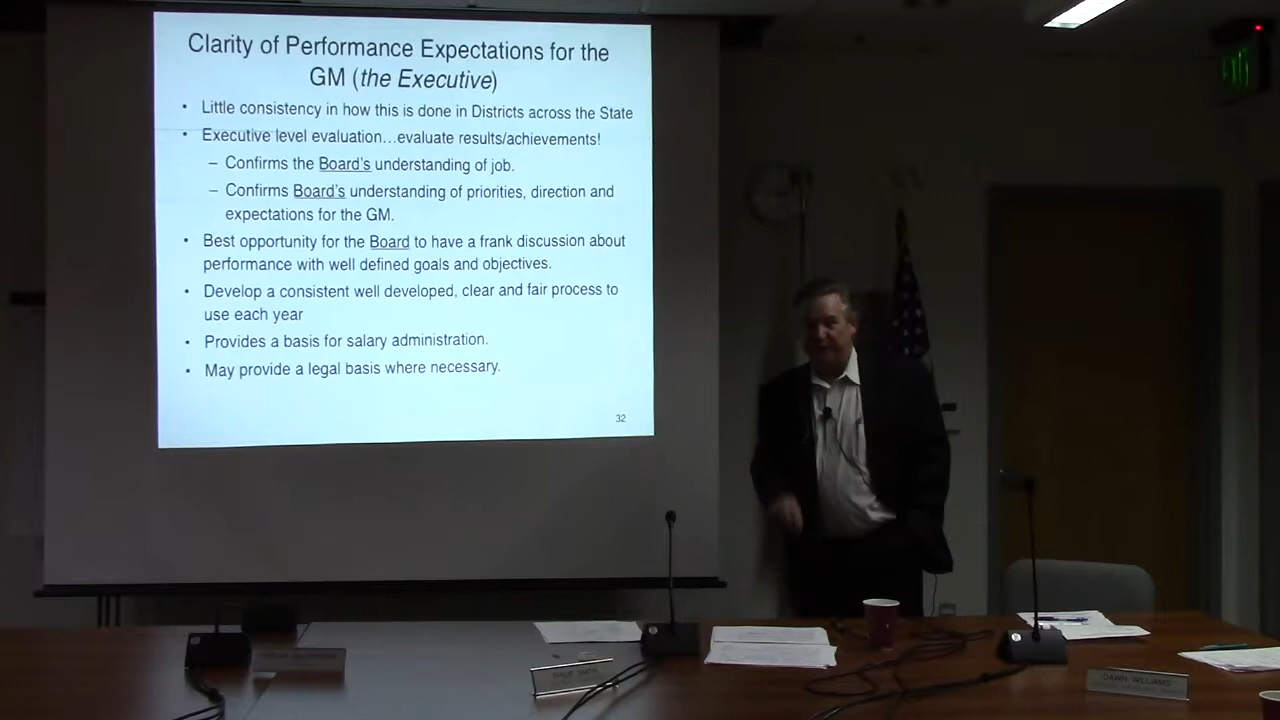 Clarity of Performance Expectations for the
GM (the Executive)
• Little consistency in how this is done in Districts across the State
• Executive level evaluation…evaluate results/achievements!
– Confirms the Board's understanding of job.
– Confirms Board's understanding of priorities, direction and
expectations for the GM.
• Best opportunity for the Board to have a frank discussion about
performance with well defined goals and objectives.
• Develop a consistent well developed, clear and fair process to
use each year
• Provides a basis for salary administration.
• May provide a legal basis where necessary.
32
EXIT
DAWN WILLIAMS